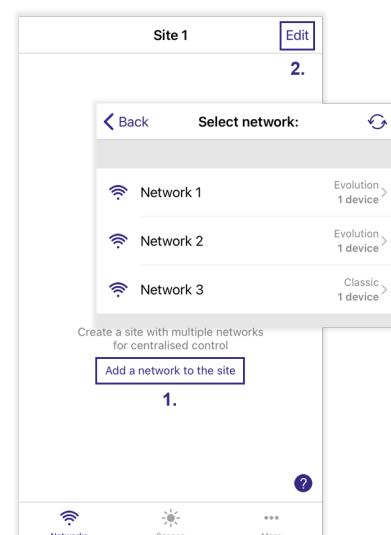 Site 1
Edit
2.
Back
Select network:
Network 1
Evolution
1 device
Network 2
Evolution
1 device
Network 3
Classic
1 device
Create a site with multiple networks
for centralised control
Add a network to the site
1.
?